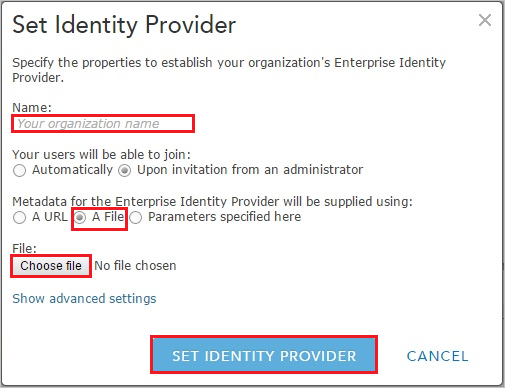 Set Identity Provider
Specify the properties to establish your organization's Enterprise Identity
Provider.
Name:
Your organization name
Your users will be able to join:
Automatically Upon invitation from an administrator
Metadata for the Enterprise Identity Provider will be supplied using:
A URL A File Parameters specified here
File:
Choose file No file chosen
Show advanced settings
SET IDENTITY PROVIDER CANCEL